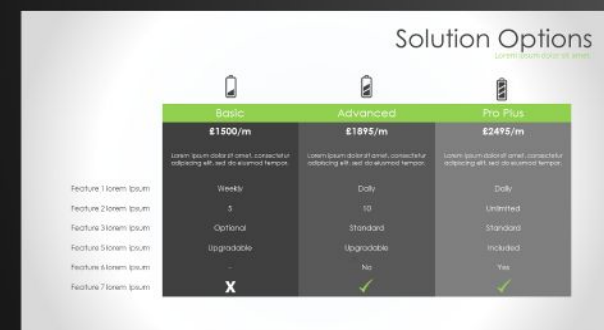 Solution Options
Lorem ipsum dolor sit amet.
Basic Advanced Pro Plus
£1500/m £1895/m £2495/m
Lorem ipsum dolor sit amet, consectetur Lorem ipsum dolor sit amet, consectetur Lorem ipsum dolor sit amet, consectetur
adipiscing elit, sed do eiusmod tempor. adipiscing elit, sed do eiusmod tempor. adipiscing elit, sed do eiusmod tempor.
Feature 1 lorem ipsum Weekly Daily Daily
Feature 2 lorem ipsum 5 10 Unlimited
Feature 3 lorem ipsum Optional Standard Standard
Feature 5 lorem ipsum Upgradable Upgradable Included
Feature 6 lorem ipsum - No Yes
Feature 7 lorem ipsum X ✓ ✓